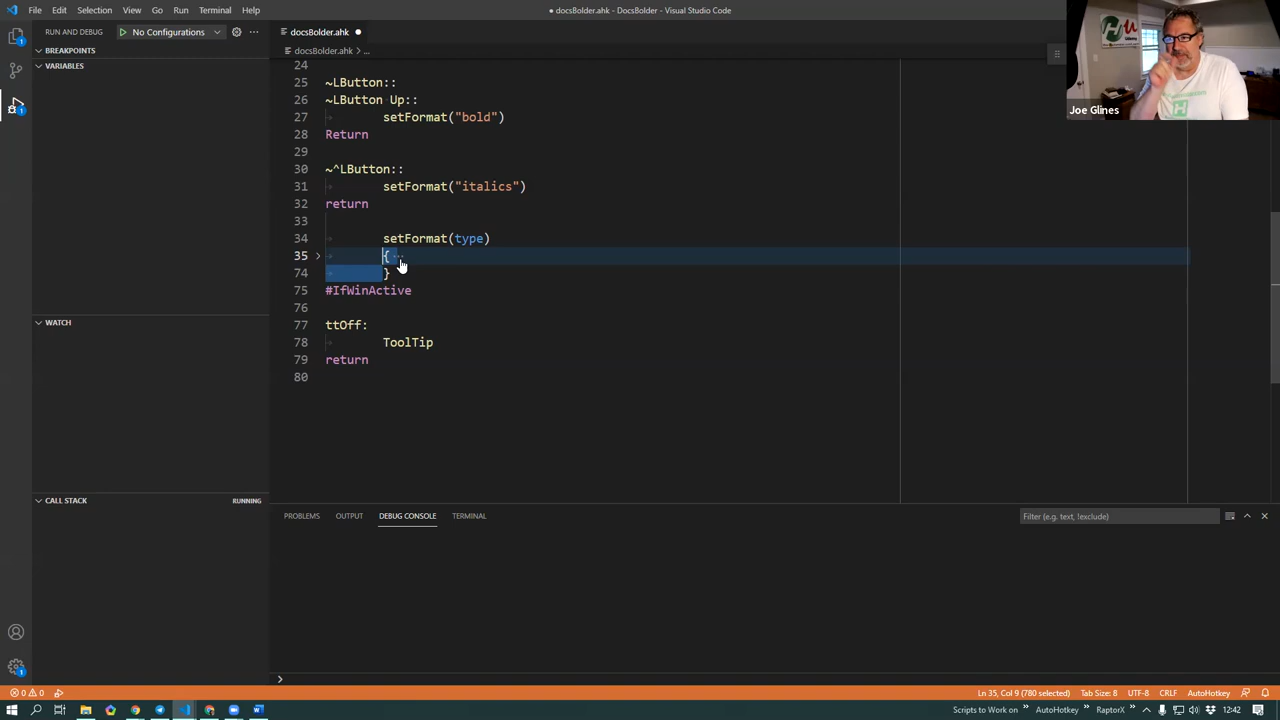 File Edit Selection View Go Run Terminal Help
● docsBolder.ahk - DocsBolder - Visual Studio Code
RUN AND DEBUG No Configurations
docsBolder.ahk
BREAKPOINTS
docsBolder.ahk > ...
VARIABLES
24
25 ~LButton::
26 ~LButton Up::
27 setFormat("bold")
28 Return
29
30 ~^LButton::
31 setFormat("italics")
32 return
33
34 setFormat(type)
35 { ...
74 }
75 #IfWinActive
76
77 ttOff:
78 ToolTip
79 return
80
WATCH
CALL STACK RUNNING
PROBLEMS OUTPUT DEBUG CONSOLE TERMINAL
Filter (e.g. text, !exclude)
Joe Glines
0 0
Ln 35, Col 9 (780 selected) Tab Size: 8 UTF-8 CRLF AutoHotkey
Scripts to Work on AutoHotkey RaptorX 12:42